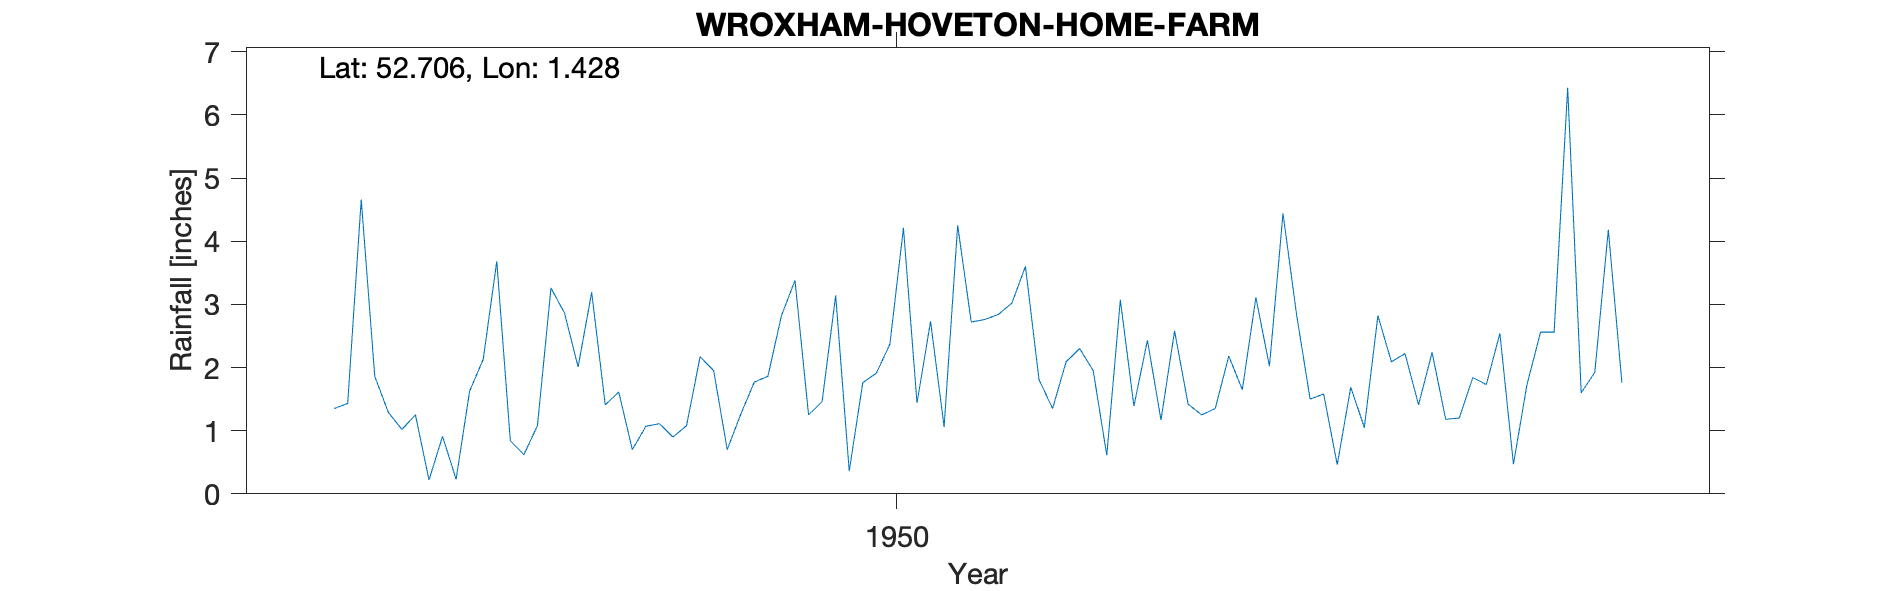 WROXHAM-HOVETON-HOME-FARM
Lat: 52.706, Lon: 1.428
7
6
5
4
3
2
1
0
Rainfall [inches]
1950
Year